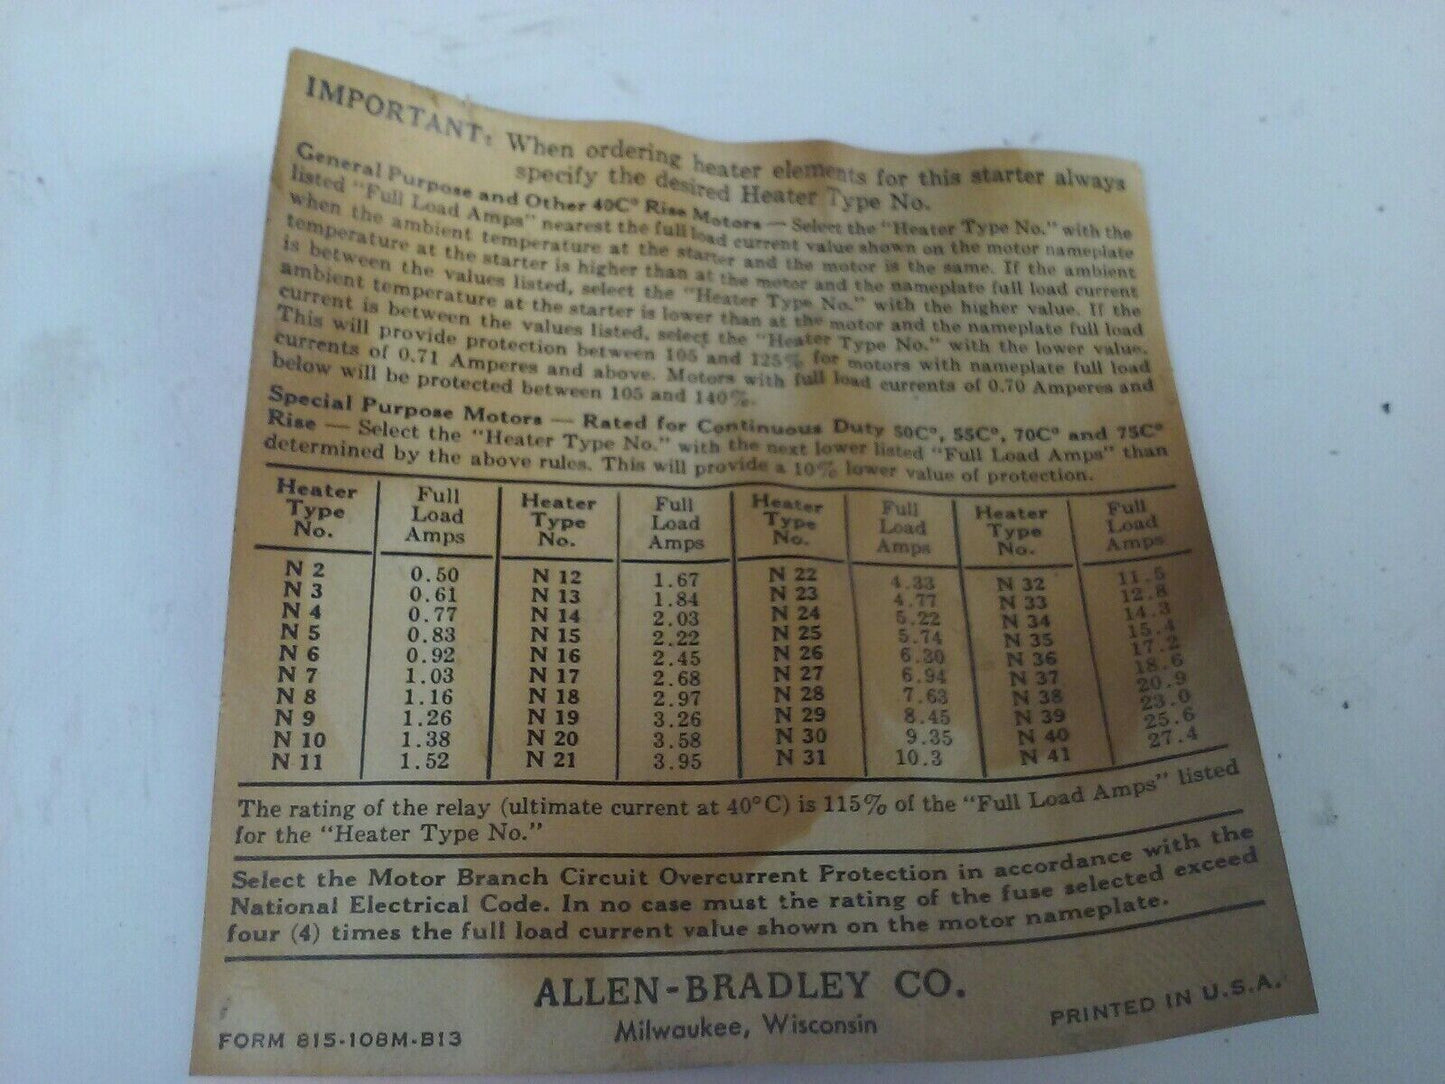 IMPORTANT: When ordering heater elements for this starter always
specify the desired Heater Type No.
General Purpose and Other 40C° Rise Motors — Select the "Heater Type No." with the
listed "Full Load Amps" nearest the full load current value shown on the motor nameplate
when the ambient temperature at the starter and the motor is the same. If the ambient
temperature at the starter is higher than at the motor and the nameplate full load current
is between the values listed, select the "Heater Type No." with the higher value. If the
ambient temperature at the starter is lower than at the motor and the nameplate full load
current is between the values listed, select the "Heater Type No." with the lower value.
This will provide protection between 105 and 125% for motors with nameplate full load
currents of 0.71 Amperes and above. Motors with full load currents of 0.70 Amperes and
below will be protected between 105 and 140%.
Special Purpose Motors — Rated for Continuous Duty 50C°, 55C°, 70C° and 75C°
Rise — Select the "Heater Type No." with the next lower listed "Full Load Amps" than
determined by the above rules. This will provide a 10% lower value of protection.
Heater Full Heater Full Heater Full Heater Full
Type Load Type Load Type Load Type Load
No. Amps No. Amps No. Amps No. Amps
N 2 0.50 N 12 1.67 N 22 4.33 N 32 11.5
N 3 0.61 N 13 1.84 N 23 4.77 N 33 12.8
N 4 0.77 N 14 2.03 N 24 5.22 N 34 14.3
N 5 0.83 N 15 2.22 N 25 5.74 N 35 15.4
N 6 0.92 N 16 2.45 N 26 6.30 N 36 17.2
N 7 1.03 N 17 2.68 N 27 6.94 N 37 18.6
N 8 1.16 N 18 2.97 N 28 7.63 N 38 20.9
N 9 1.26 N 19 3.26 N 29 8.45 N 39 23.0
N 10 1.38 N 20 3.58 N 30 9.35 N 40 25.6
N 11 1.52 N 21 3.95 N 31 10.3 N 41 27.4
The rating of the relay (ultimate current at 40°C) is 115% of the "Full Load Amps" listed
for the "Heater Type No."
Select the Motor Branch Circuit Overcurrent Protection in accordance with the
National Electrical Code. In no case must the rating of the fuse selected exceed
four (4) times the full load current value shown on the motor nameplate.
ALLEN-BRADLEY CO.
Milwaukee, Wisconsin
FORM 815-108M-B13
PRINTED IN U.S.A.